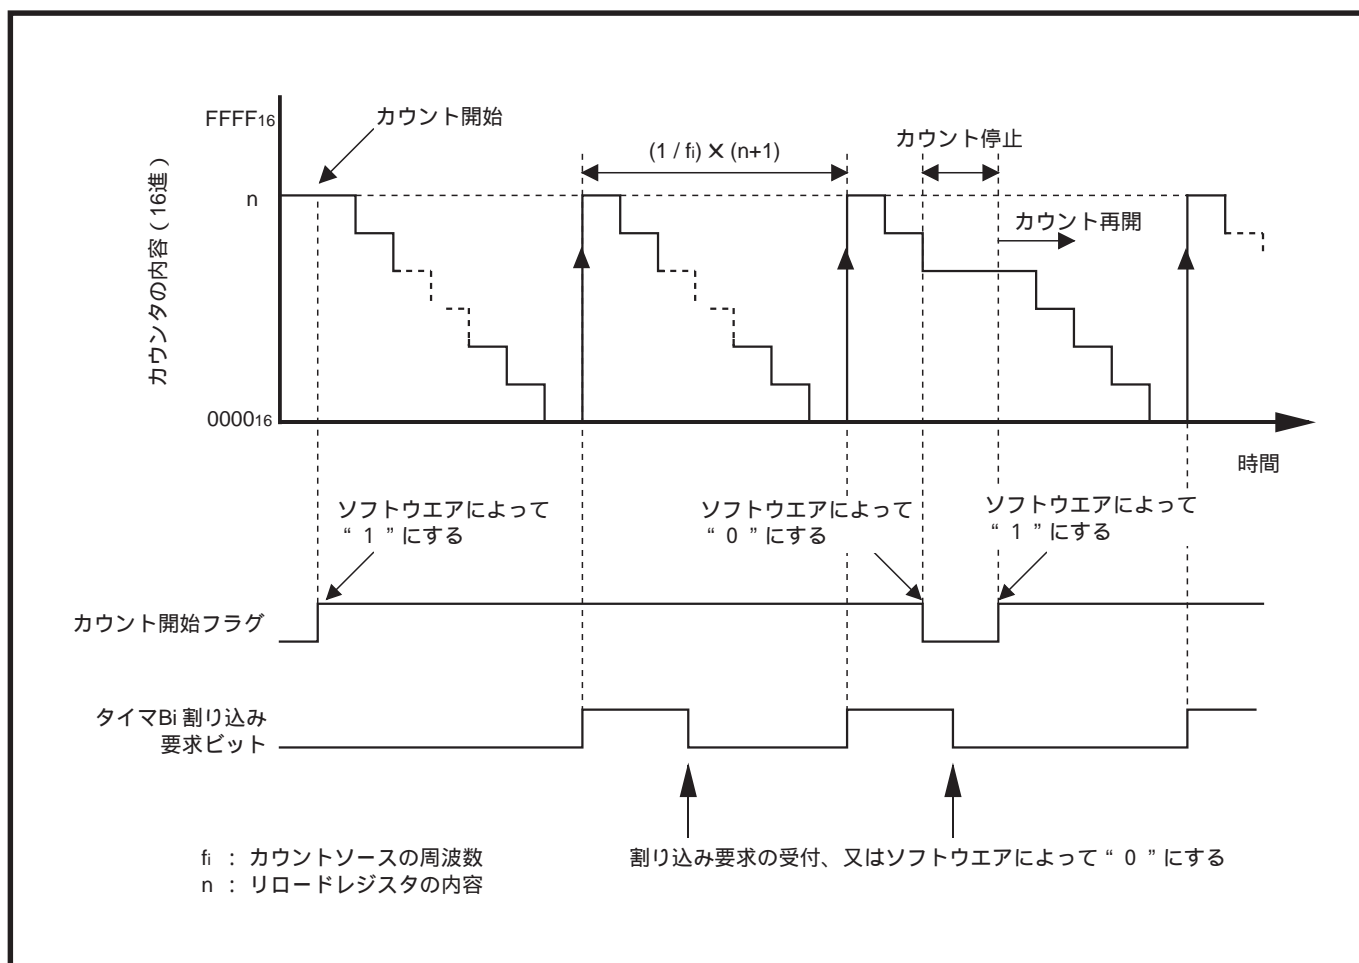 FFFF16
カウント開始
(1 / fi) X (n+1)
カウント停止
n
カウント再開
カウンタの内容(16進)
000016
時間
ソフトウエアによって
“ 1 ” にする
ソフトウエアによって
“ 0 ” にする
ソフトウエアによって
“ 1 ” にする
カウント開始フラグ
タイマBi 割り込み
要求ビット
fi : カウントソースの周波数
n : リロードレジスタの内容
割り込み要求の受付、又はソフトウエアによって “ 0 ” にする